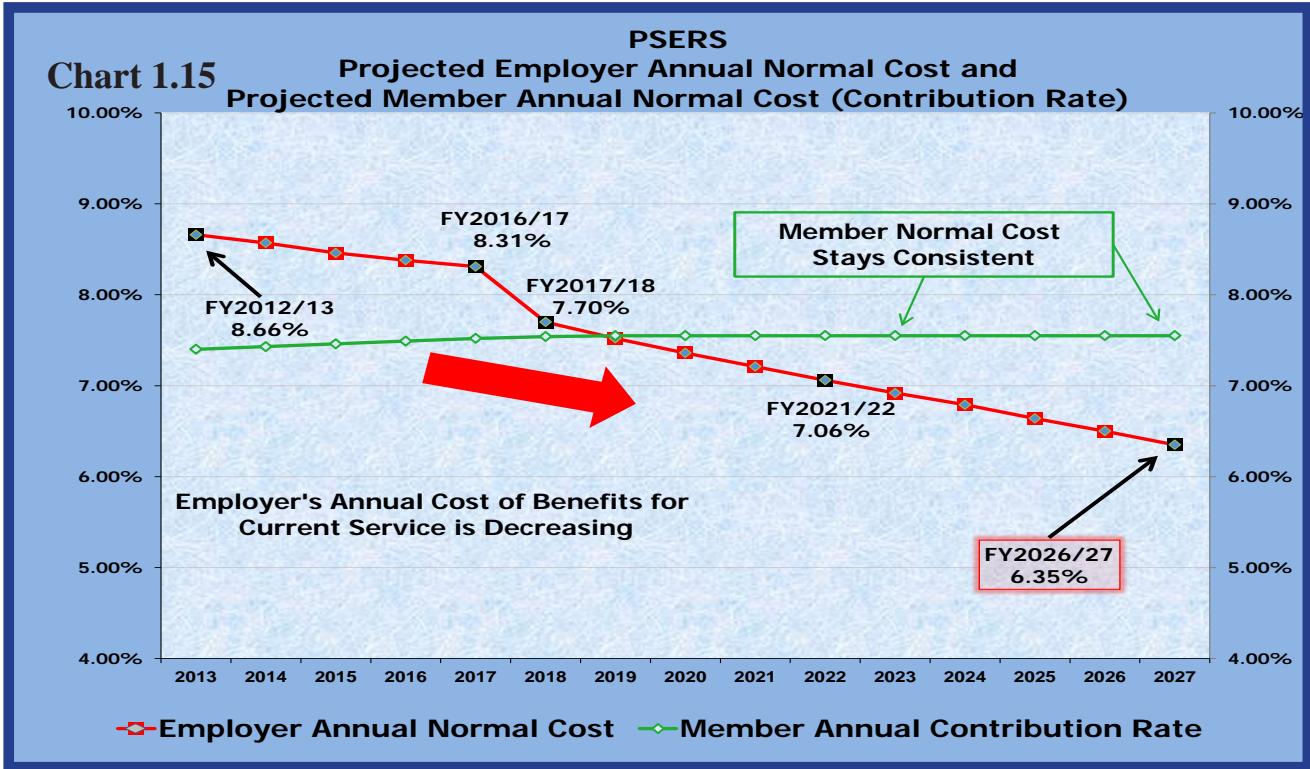 PSERS
Chart 1.15
Projected Employer Annual Normal Cost and
Projected Member Annual Normal Cost (Contribution Rate)
10.00%
10.00%
9.00%
9.00%
8.00%
8.00%
7.00%
7.00%
6.00%
6.00%
5.00%
5.00%
4.00%
4.00%
FY2012/13
8.66%
FY2016/17
8.31%
FY2017/18
7.70%
Member Normal Cost
Stays Consistent
FY2021/22
7.06%
Employer's Annual Cost of Benefits for
Current Service is Decreasing
FY2026/27
6.35%
2013 2014 2015 2016 2017 2018 2019 2020 2021 2022 2023 2024 2025 2026 2027
Employer Annual Normal Cost Member Annual Contribution Rate